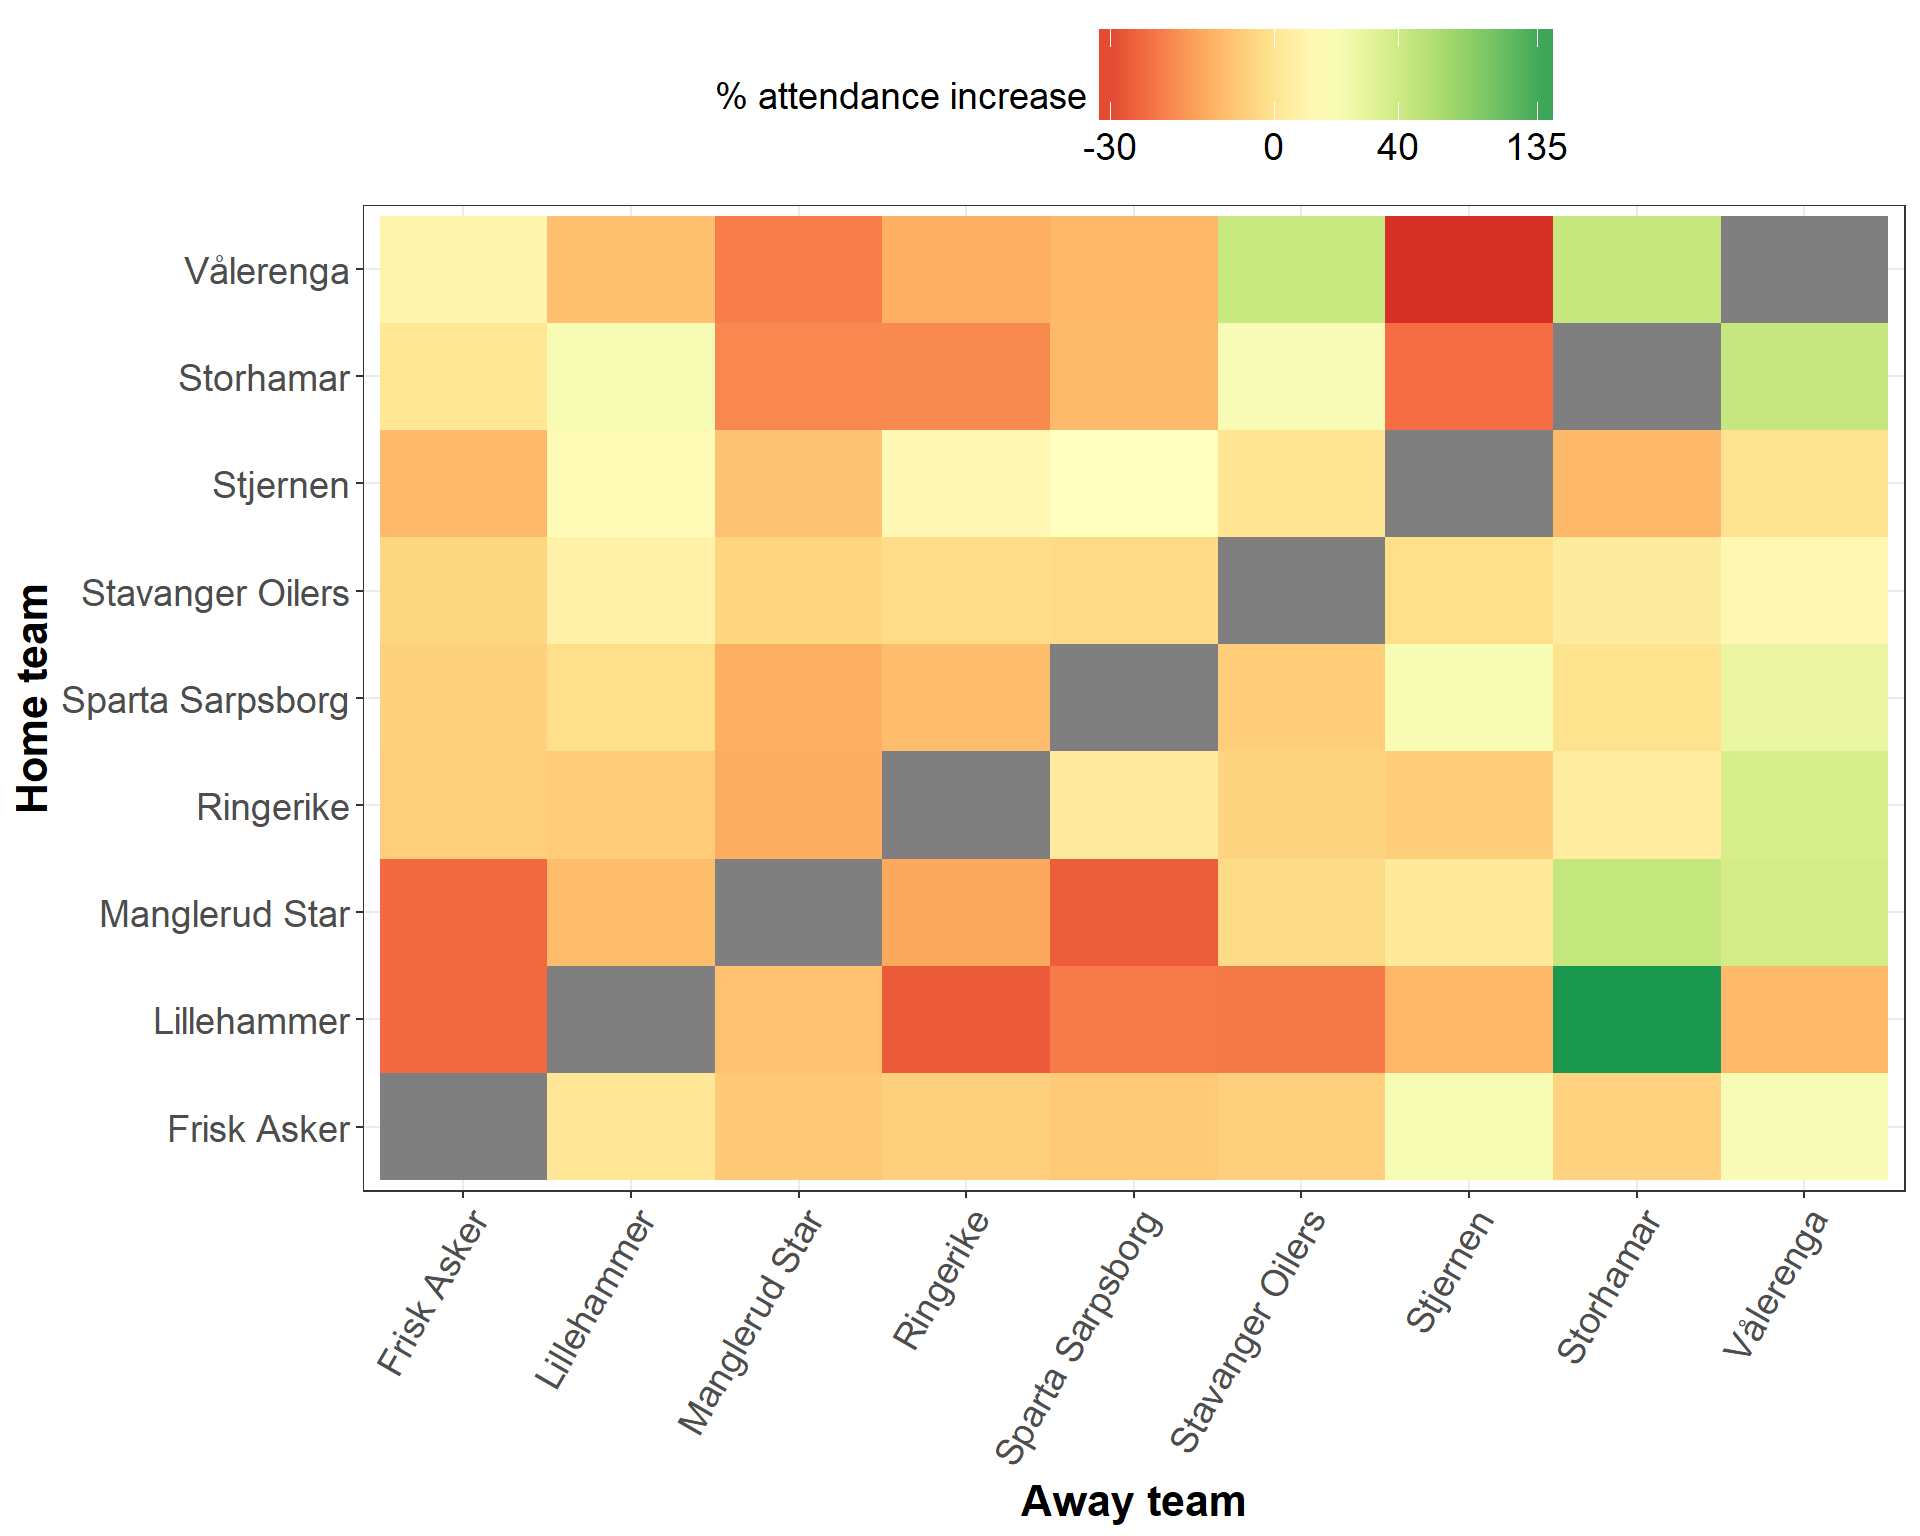 % attendance increase
-30 0 40 135
Home team
Vålerenga
Storhamar
Stjernen
Stavanger Oilers
Sparta Sarpsborg
Ringerike
Manglerud Star
Lillehammer
Frisk Asker
Frisk Asker
Lillehammer
Manglerud Star
Ringerike
Sparta Sarpsborg
Stavanger Oilers
Stjernen
Storhamar
Vålerenga
Away team